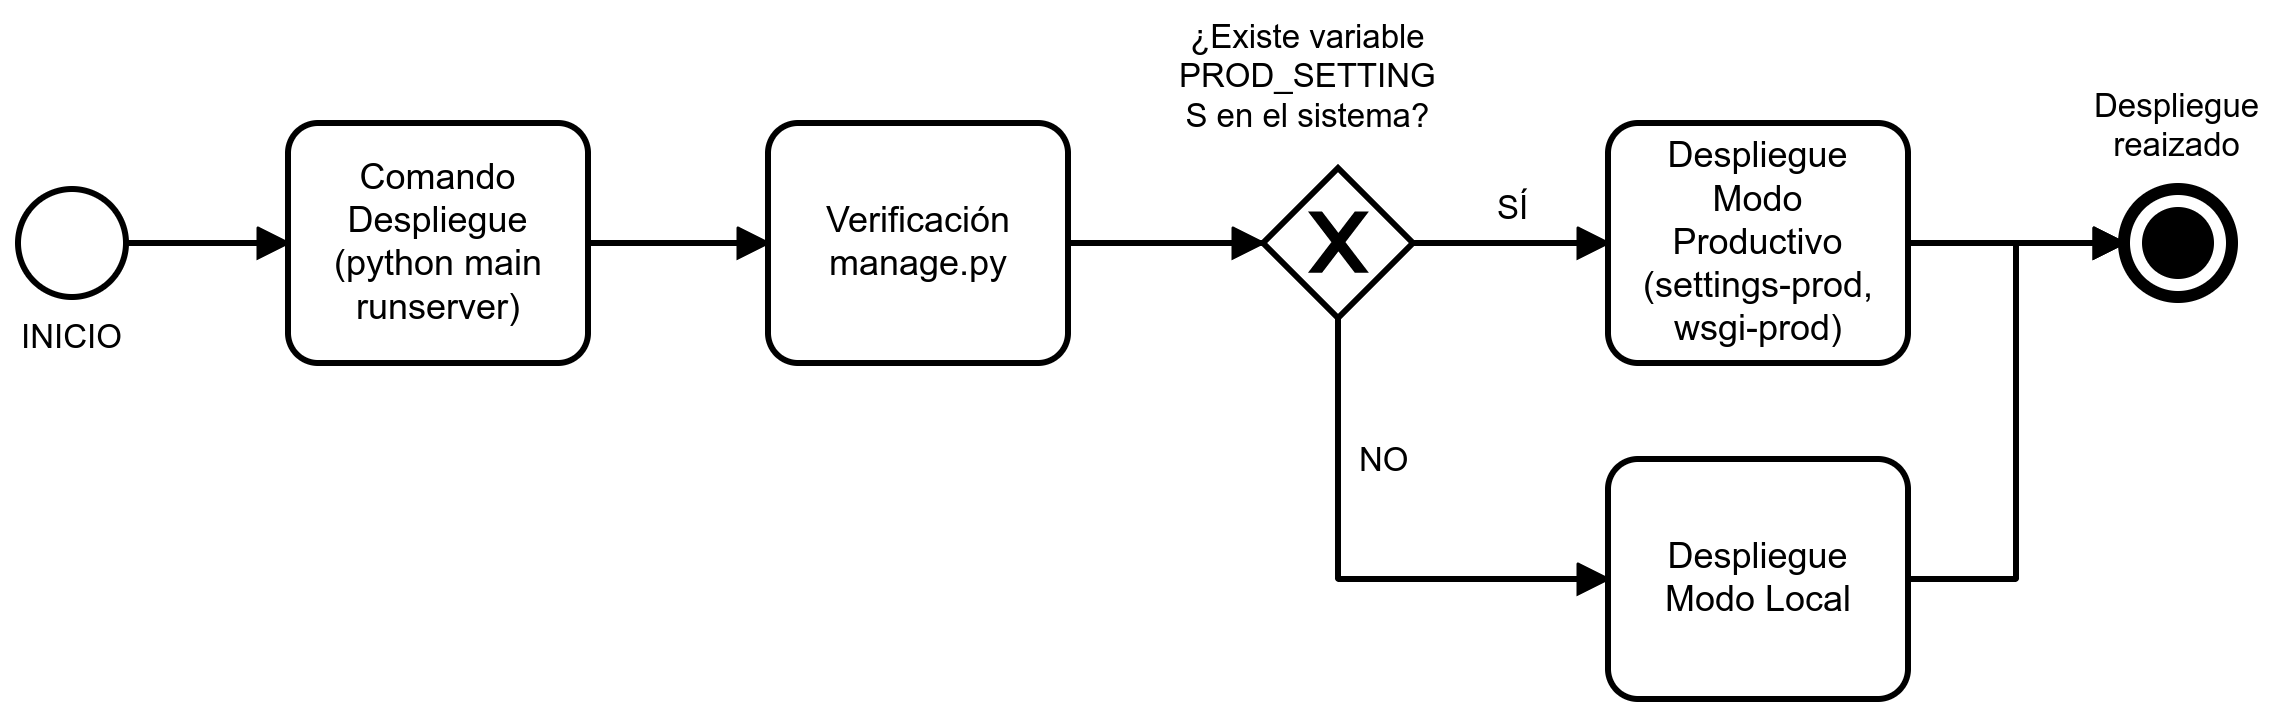 INICIO
Comando
Despliegue
(python main
runserver)
Verificación
manage.py
¿Existe variable
PROD_SETTING
S en el sistema?
X
SÍ
NO
Despliegue
Modo
Productivo
(settings-prod,
wsgi-prod)
Despliegue
Modo Local
Despliegue
reaizado